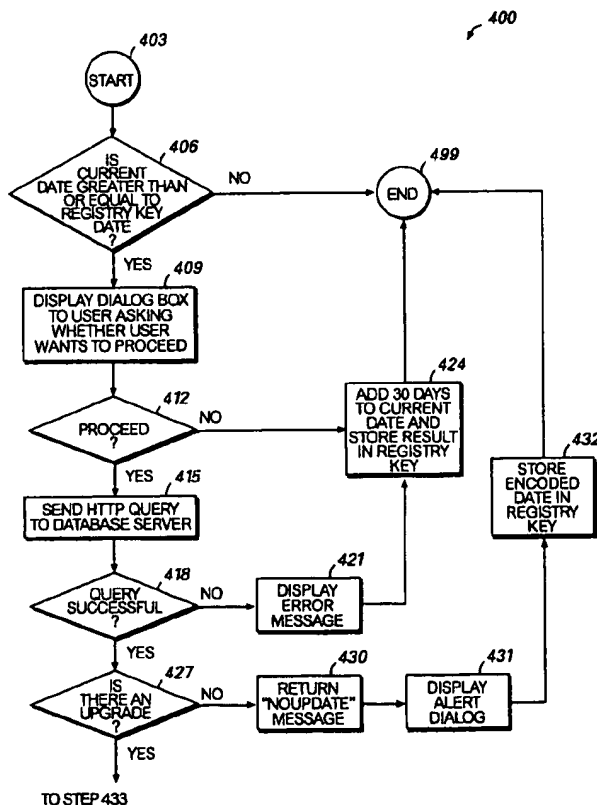 400
403
START
406
IS
CURRENT
DATE GREATER THAN
OR EQUAL TO
REGISTRY KEY
DATE
?
NO
499
END
YES
409
DISPLAY DIALOG BOX
TO USER ASKING
WHETHER USER
WANTS TO PROCEED
412
PROCEED
?
NO
424
ADD 30 DAYS
TO CURRENT
DATE AND
STORE RESULT
IN REGISTRY
KEY
432
STORE
ENCODED
DATE IN
REGISTRY
KEY
YES
415
SEND HTTP QUERY
TO DATABASE SERVER
418
QUERY
SUCCESSFUL
?
NO
421
DISPLAY
ERROR
MESSAGE
YES
427
IS
THERE AN
UPGRADE
?
NO
430
RETURN
"NOUPDATE"
MESSAGE
431
DISPLAY
ALERT
DIALOG
YES
TO STEP 433